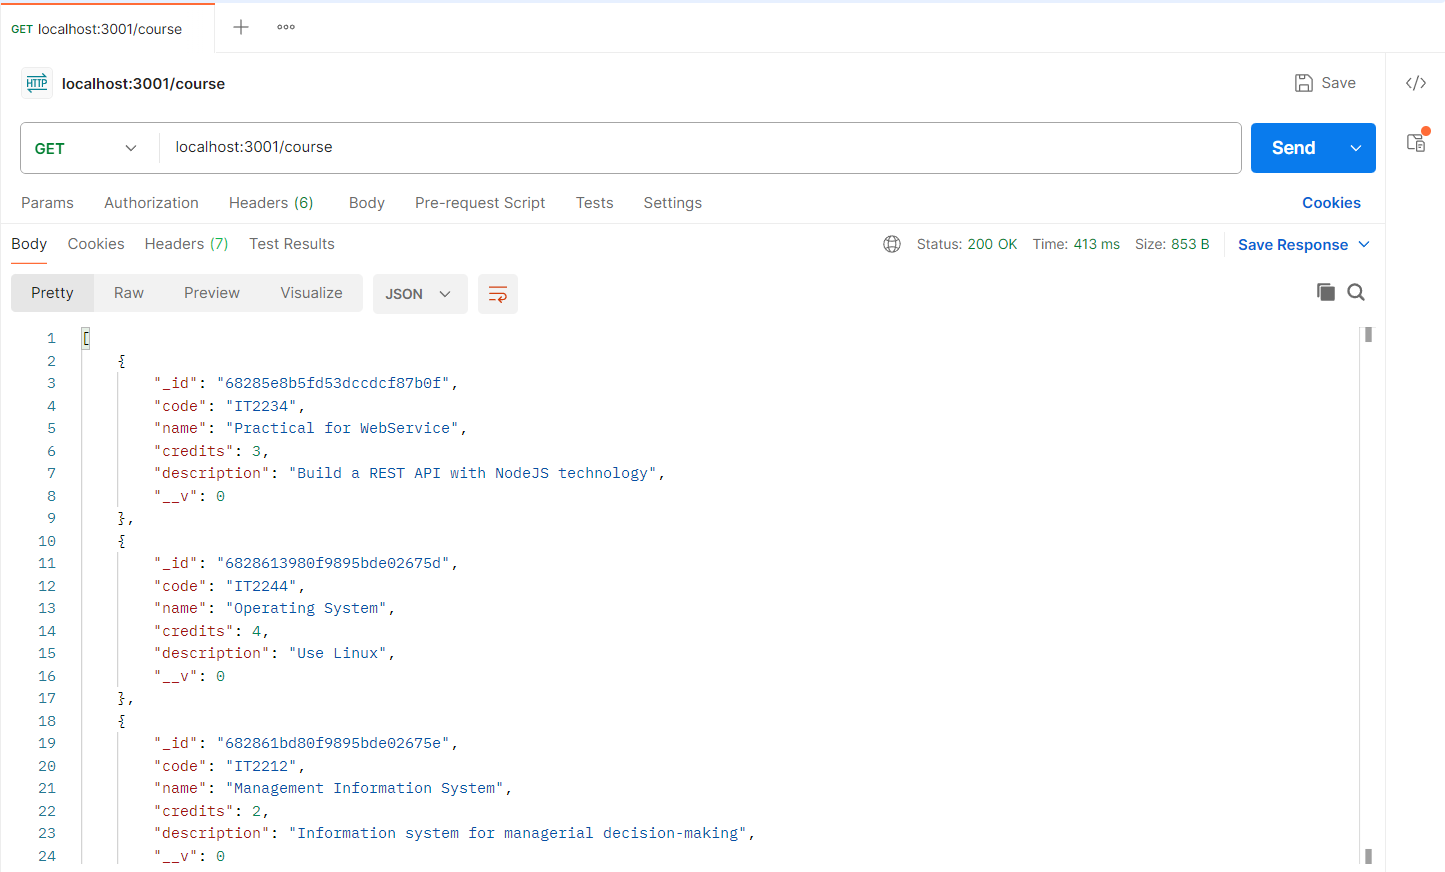 GET localhost:3001/course
HTTP localhost:3001/course Save
GET localhost:3001/course Send
Params Authorization Headers (6) Body Pre-request Script Tests Settings Cookies
Body Cookies Headers (7) Test Results Status: 200 OK Time: 413 ms Size: 853 B Save Response
Pretty Raw Preview Visualize JSON
1 [
2 {
3 "_id": "68285e8b5fd53dccdcf87b0f",
4 "code": "IT2234",
5 "name": "Practical for WebService",
6 "credits": 3,
7 "description": "Build a REST API with NodeJS technology",
8 "__v": 0
9 },
10 {
11 "_id": "6828613980f9895bde02675d",
12 "code": "IT2244",
13 "name": "Operating System",
14 "credits": 4,
15 "description": "Use Linux",
16 "__v": 0
17 },
18 {
19 "_id": "682861bd80f9895bde02675e",
20 "code": "IT2212",
21 "name": "Management Information System",
22 "credits": 2,
23 "description": "Information system for managerial decision-making",
24 "__v": 0